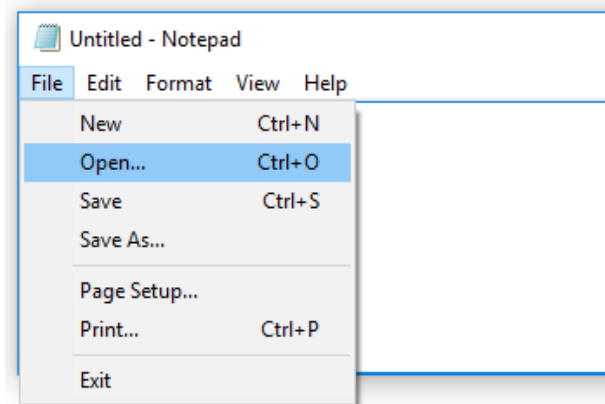 Untitled - Notepad
File Edit Format View Help
New Ctrl+N
Open... Ctrl+O
Save Ctrl+S
Save As...
Page Setup...
Print... Ctrl+P
Exit